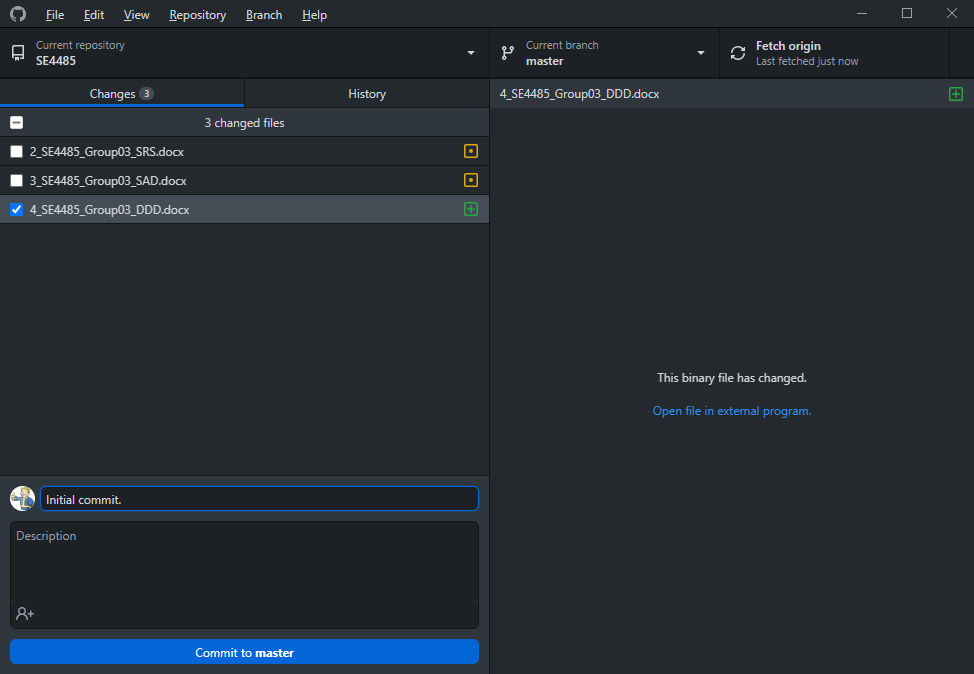 File Edit View Repository Branch Help
Current repository
SE4485
Current branch
master
Fetch origin
Last fetched just now
Changes 3
History
4_SE4485_Group03_DDD.docx
3 changed files
2_SE4485_Group03_SRS.docx
3_SE4485_Group03_SAD.docx
4_SE4485_Group03_DDD.docx
This binary file has changed.
Open file in external program.
Initial commit.
Description
Commit to master